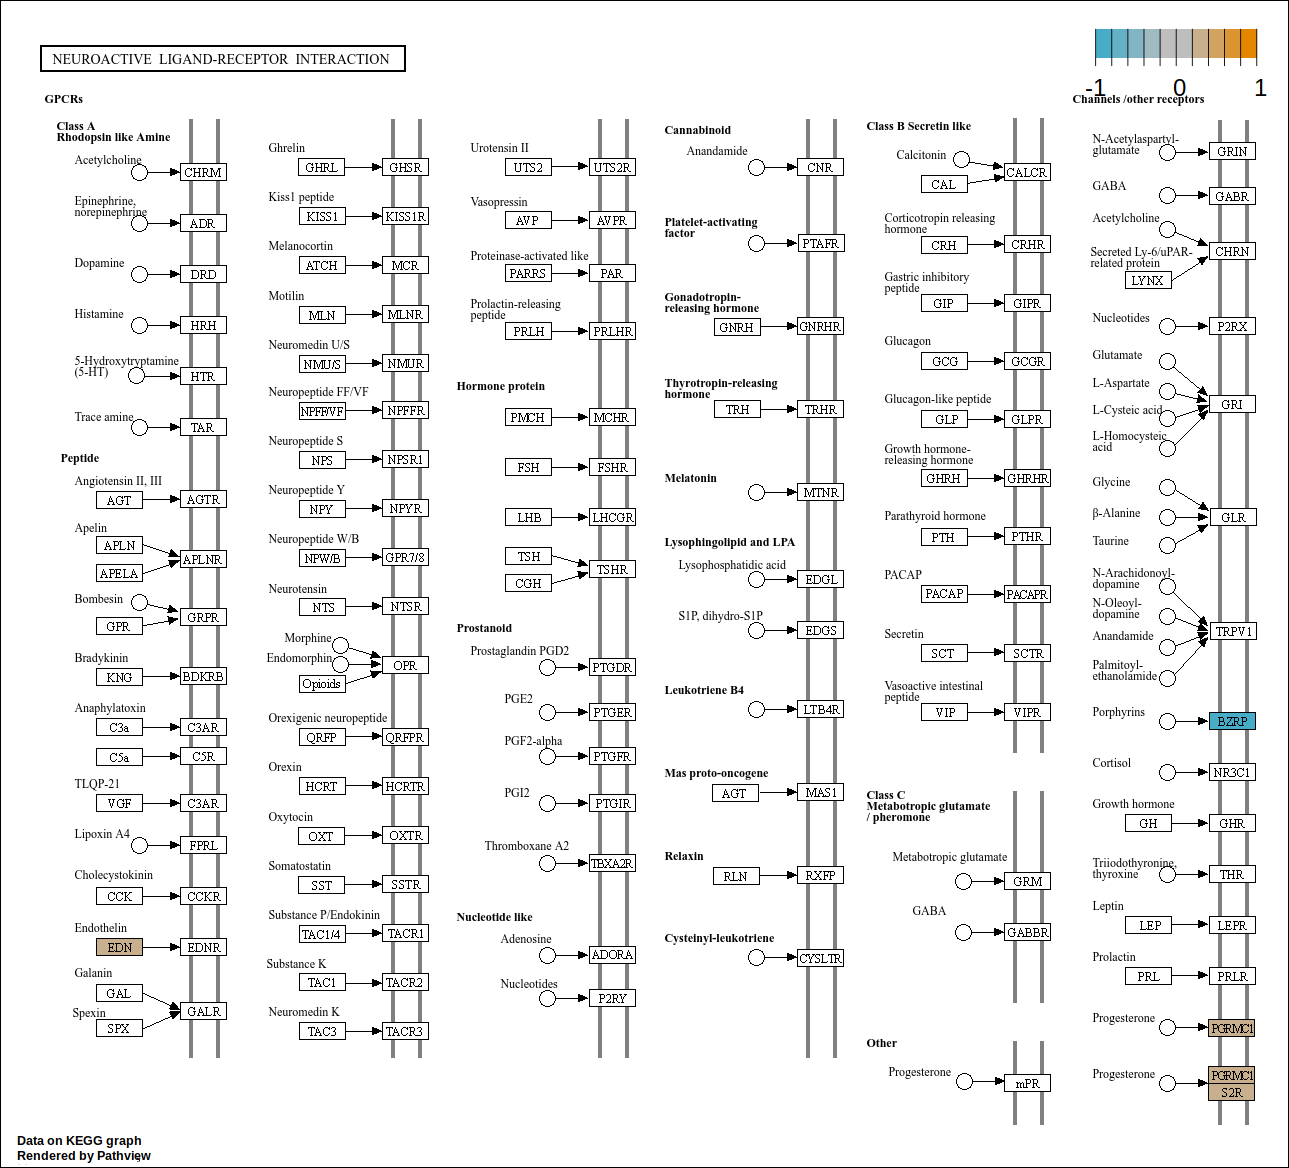 NEUROACTIVE LIGAND-RECEPTOR INTERACTION
-1
0
1
GPCRs
Class A
Rhodopsin like Amine
Acetylcholine
CHRM
Epinephrine,
norepinephrine
ADR
Dopamine
DRD
Histamine
HRH
5-Hydroxytryptamine
(5-HT)
HTR
Trace amine
TAR
Peptide
Angiotensin II, III
AGT
AGTR
Apelin
APLN
APLNR
APELA
Bombesin
GRPR
GPR
Bradykinin
KNG
BDKRB
Anaphylatoxin
C3a
C3AR
C5a
C5R
TLQP-21
VGF
C3AR
Lipoxin A4
FPRL
Cholecystokinin
CCK
CCKR
Endothelin
EDN
EDNR
Galanin
GAL
GALR
Spexin
SPX
Ghrelin
GHRL
GHSR
Kiss1 peptide
KISS1
KISS1R
Melanocortin
ATCH
MCR
Motilin
MLN
MLNR
Neuromedin U/S
NMU/S
NMUR
Neuropeptide FF/VF
NPFF/VF
NPFFR
Neuropeptide S
NPS
NPSR1
Neuropeptide Y
NPY
NPYR
Neuropeptide W/B
NPW/B
GPR7/8
Neurotensin
NTS
NTSR
Morphine
Endomorphin
OPR
Opioids
Orexigenic neuropeptide
QRFP
QRFPR
Orexin
HCRT
HCRTR
Oxytocin
OXT
OXTR
Somatostatin
SST
SSTR
Substance P/Endokinin
TAC1/4
TACR1
Substance K
TAC1
TACR2
Neuromedin K
TAC3
TACR3
Urotensin II
UTS2
UTS2R
Vasopressin
AVP
AVPR
Proteinase-activated like
PARRS
PAR
Prolactin-releasing
peptide
PRLH
PRLHR
Hormone protein
PMCH
MCHR
FSH
FSHR
LHB
LHCGR
TSH
TSHR
CGH
Prostanoid
Prostaglandin PGD2
PTGDR
PGE2
PTGER
PGF2-alpha
PTGFR
PGI2
PTGIR
Thromboxane A2
TBXA2R
Nucleotide like
Adenosine
ADORA
Nucleotides
P2RY
Cannabinoid
Anandamide
CNR
Platelet-activating
factor
PTAFR
Gonadotropin-
releasing hormone
GNRH
GNRHR
Thyrotropin-releasing
hormone
TRH
TRHR
Melatonin
MTNR
Lysophingolipid and LPA
Lysophosphatidic acid
EDGL
S1P, dihydro-S1P
EDGS
Leukotriene B4
LTB4R
Mas proto-oncogene
AGT
MAS1
Relaxin
RLN
RXFP
Cysteinyl-leukotriene
CYSLTR
Class B Secretin like
Calcitonin
CALCR
CAL
Corticotropin releasing
hormone
CRH
CRHR
Gastric inhibitory
peptide
GIP
GIPR
Glucagon
GCG
GCGR
Glucagon-like peptide
GLP
GLPR
Growth hormone-
releasing hormone
GHRH
GHRHR
Parathyroid hormone
PTH
PTHR
PACAP
PACAP
PACAPR
Secretin
SCT
SCTR
Vasoactive intestinal
peptide
VIP
VIPR
Class C
Metabotropic glutamate
/ pheromone
Metabotropic glutamate
GRM
GABA
GABBR
Other
Progesterone
mPR
Channels /other receptors
N-Acetylaspartyl-
glutamate
GRIN
GABA
GABR
Acetylcholine
CHRN
Secreted Ly-6/uPAR-
related protein
LYNX
Nucleotides
P2RX
Glutamate
L-Aspartate
GRI
L-Cysteic acid
L-Homocysteic
acid
Glycine
β-Alanine
GLR
Taurine
N-Arachidonoyl-
dopamine
N-Oleoyl-
dopamine
TRPV1
Anandamide
Palmitoyl-
ethanolamide
Porphyrins
BZRP
Cortisol
NR3C1
Growth hormone
GH
GHR
Triiodothyronine,
thyroxine
THR
Leptin
LEP
LEPR
Prolactin
PRL
PRLR
Progesterone
PGRMC1
Progesterone
PGRMC1
S2R
Data on KEGG graph
Rendered by Pathview